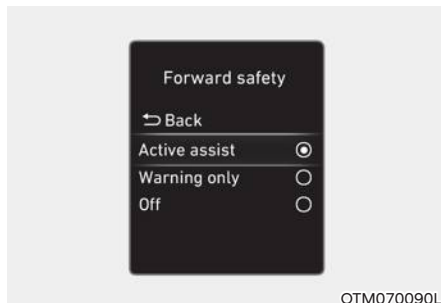 Forward safety
Back
Active assist
Warning only
Off
OTM070090L